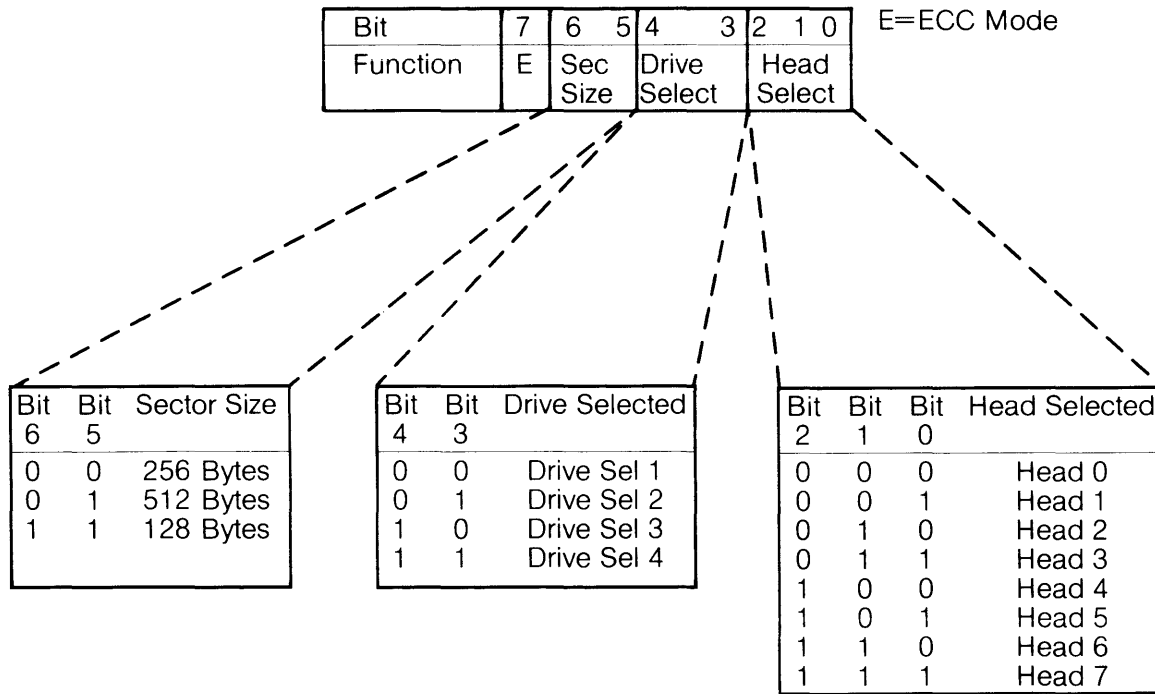 Bit 7 6 5 4 3 2 1 0 E=ECC Mode
Function E Sec Drive Head
Size Select Select
Bit Bit Sector Size
6 5
0 0 256 Bytes
0 1 512 Bytes
1 1 128 Bytes
Bit Bit Drive Selected
4 3
0 0 Drive Sel 1
0 1 Drive Sel 2
1 0 Drive Sel 3
1 1 Drive Sel 4
Bit Bit Bit Head Selected
2 1 0
0 0 0 Head 0
0 0 1 Head 1
0 1 0 Head 2
0 1 1 Head 3
1 0 0 Head 4
1 0 1 Head 5
1 1 0 Head 6
1 1 1 Head 7